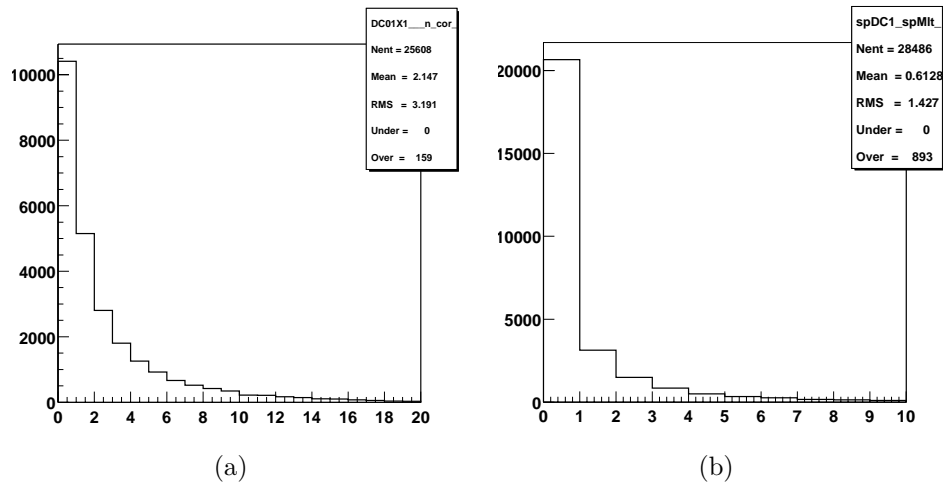 DC01X1___n_cor_
Nent = 25608
Mean = 2.147
RMS = 3.191
Under = 0
Over = 159
10000
8000
6000
4000
2000
0
0 2 4 6 8 10 12 14 16 18 20
(a)
spDC1_spMlt_
Nent = 28486
Mean = 0.6128
RMS = 1.427
Under = 0
Over = 893
20000
15000
10000
5000
0
0 1 2 3 4 5 6 7 8 9 10
(b)